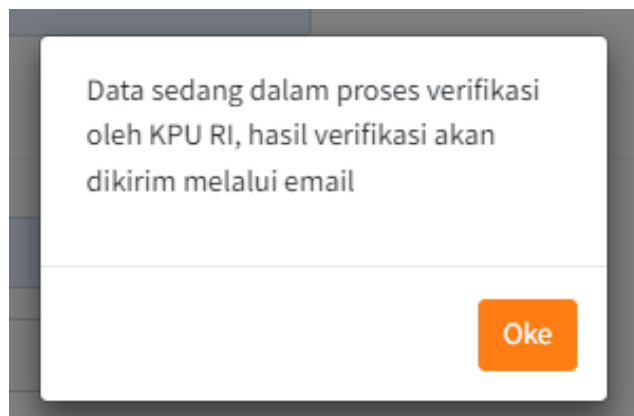 Data sedang dalam proses verifikasi
oleh KPU RI, hasil verifikasi akan
dikirim melalui email
Oke